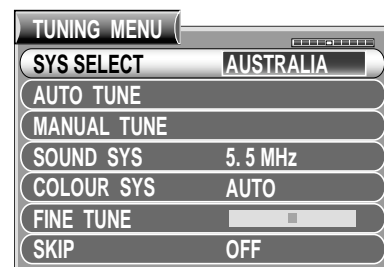 TUNING MENU
SYS SELECT AUSTRALIA
AUTO TUNE
MANUAL TUNE
SOUND SYS 5.5 MHz
COLOUR SYS AUTO
FINE TUNE
SKIP OFF